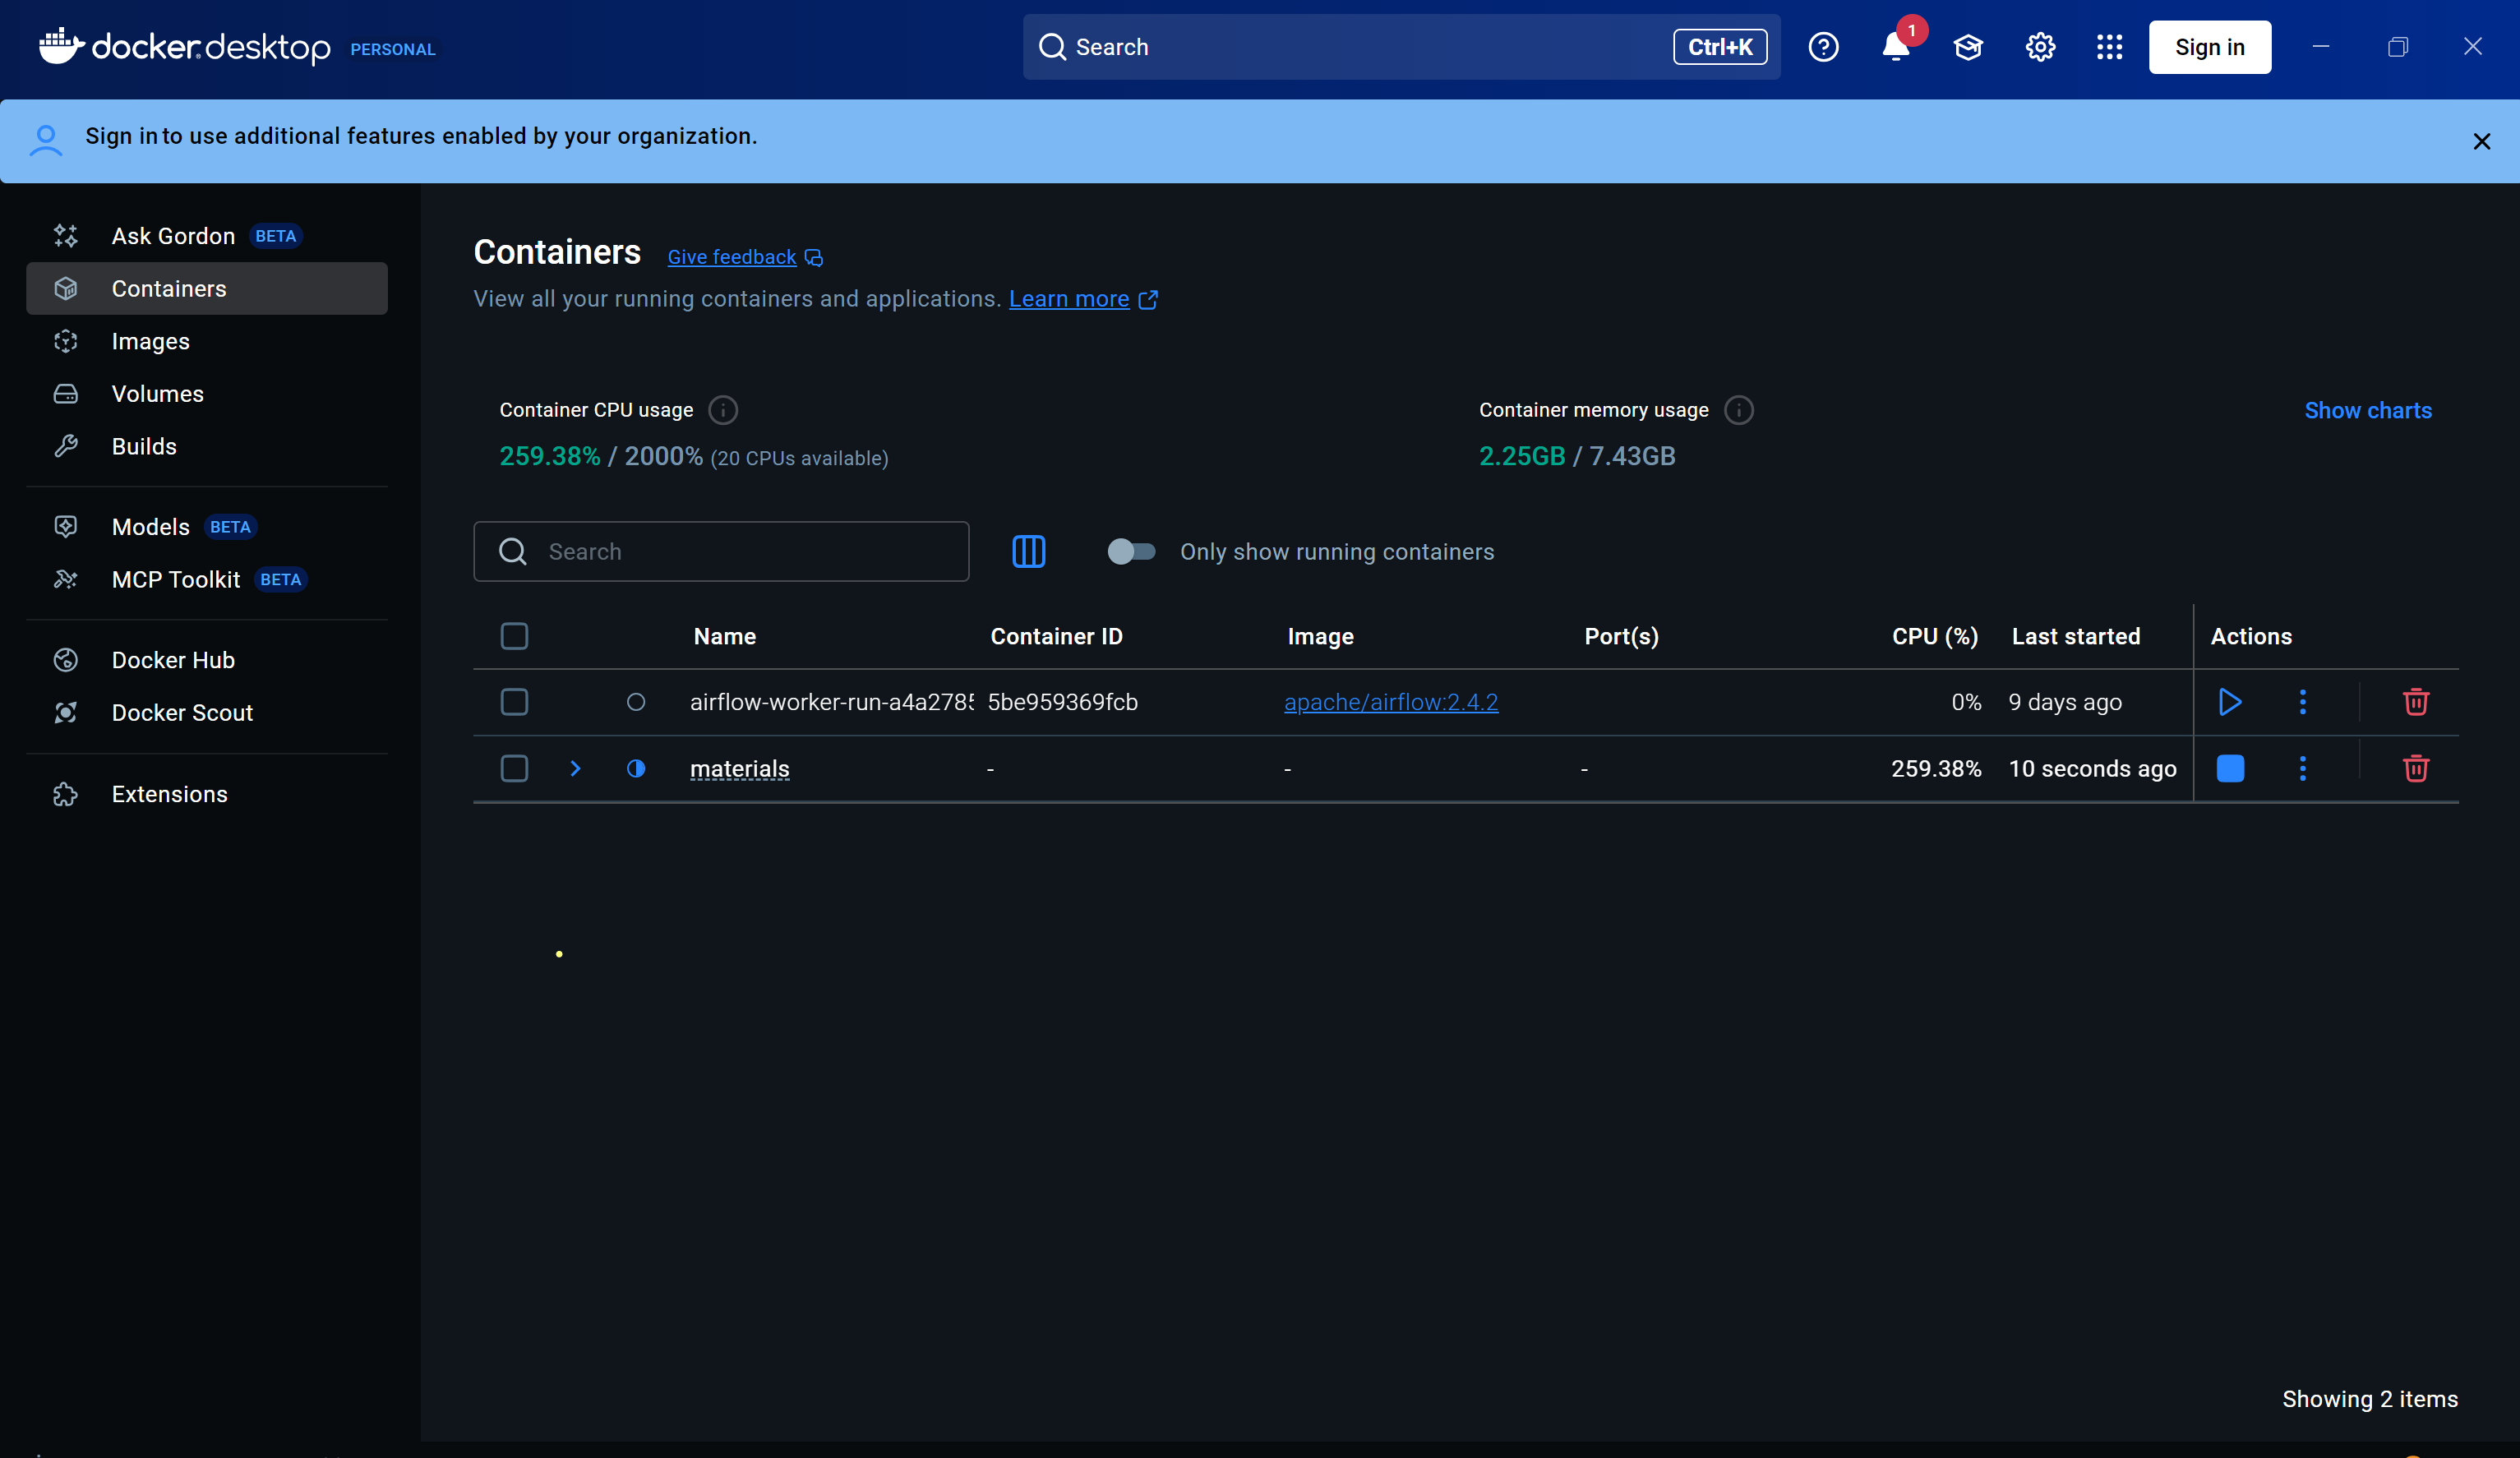 docker.desktop PERSONAL
Search Ctrl+K
1
Sign in
Sign in to use additional features enabled by your organization.
Ask Gordon BETA
Containers
Images
Volumes
Builds
Models BETA
MCP Toolkit BETA
Docker Hub
Docker Scout
Extensions
Containers Give feedback
View all your running containers and applications. Learn more
Container CPU usage
259.38% / 2000% (20 CPUs available)
Container memory usage
2.25GB / 7.43GB
Show charts
Search
Only show running containers
Name Container ID Image Port(s) CPU (%) Last started Actions
airflow-worker-run-a4a2785 5be959369fcb apache/airflow:2.4.2 0% 9 days ago
materials - - - 259.38% 10 seconds ago
Showing 2 items